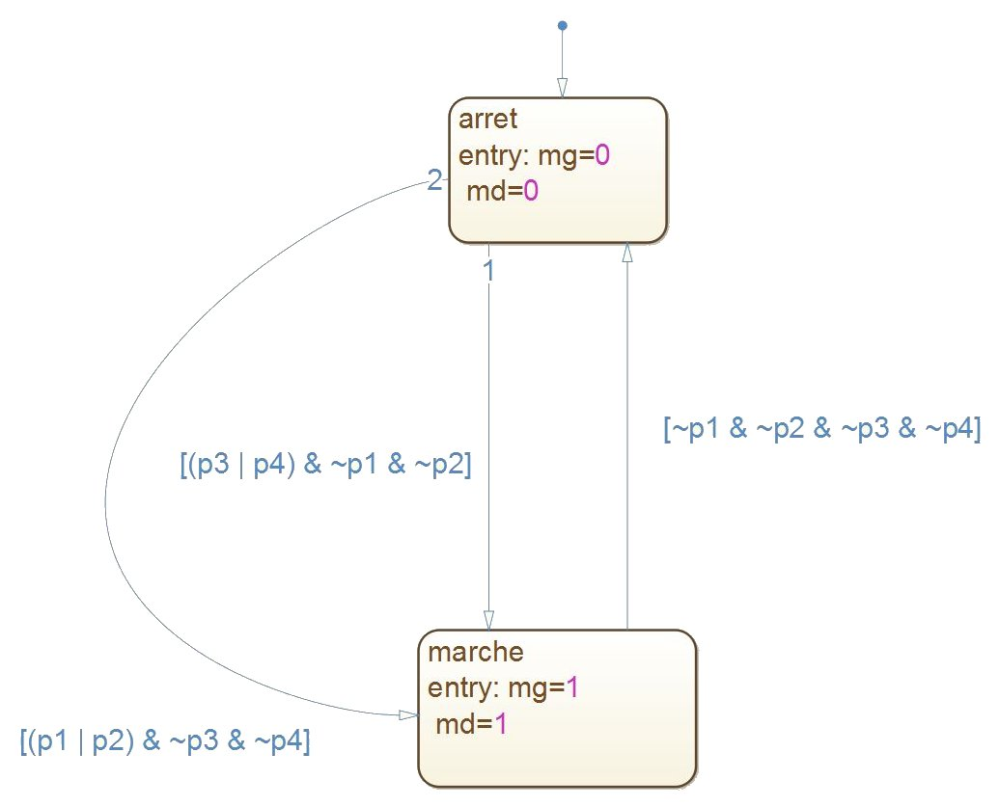 arret
entry: mg=0
md=0
2
1
[~p1 & ~p2 & ~p3 & ~p4]
[(p3 | p4) & ~p1 & ~p2]
marche
entry: mg=1
md=1
[(p1 | p2) & ~p3 & ~p4]